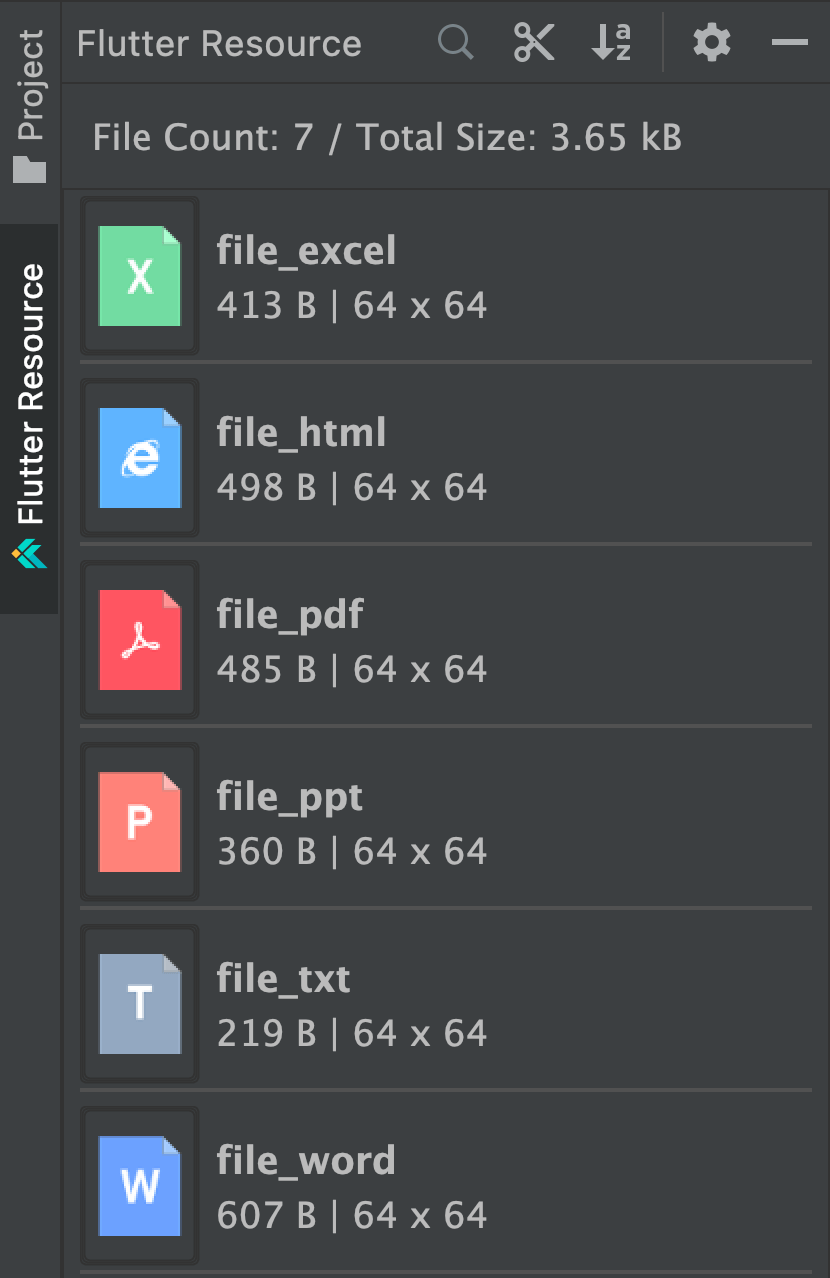 Project
Flutter Resource
Flutter Resource
a
z
File Count: 7 / Total Size: 3.65 kB
X
file_excel
413 B | 64 x 64
e
file_html
498 B | 64 x 64
file_pdf
485 B | 64 x 64
P
file_ppt
360 B | 64 x 64
T
file_txt
219 B | 64 x 64
W
file_word
607 B | 64 x 64